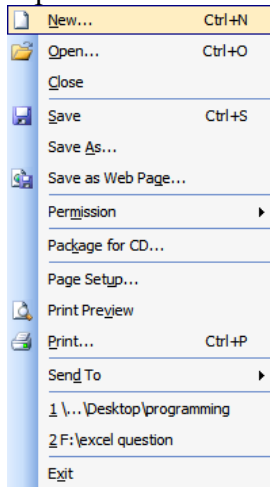 New... Ctrl+N
Open... Ctrl+O
Close
Save Ctrl+S
Save As...
Save as Web Page...
Permission
Package for CD...
Page Setup...
Print Preview
Print... Ctrl+P
Send To
1 \...\Desktop\programming
2 F:\excel question
Exit